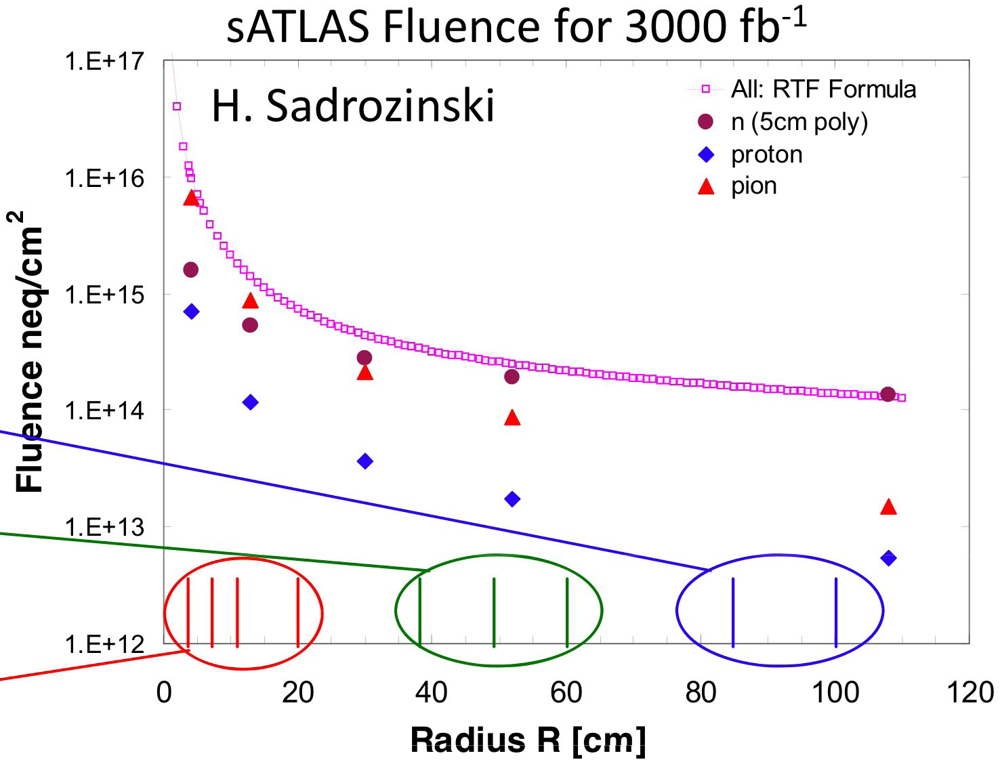 sATLAS Fluence for 3000 fb⁻¹
1.E+17
H. Sadrozinski
All: RTF Formula
n (5cm poly)
proton
pion
1.E+16
1.E+15
1.E+14
1.E+13
1.E+12
Fluence neq/cm²
0 20 40 60 80 100 120
Radius R [cm]